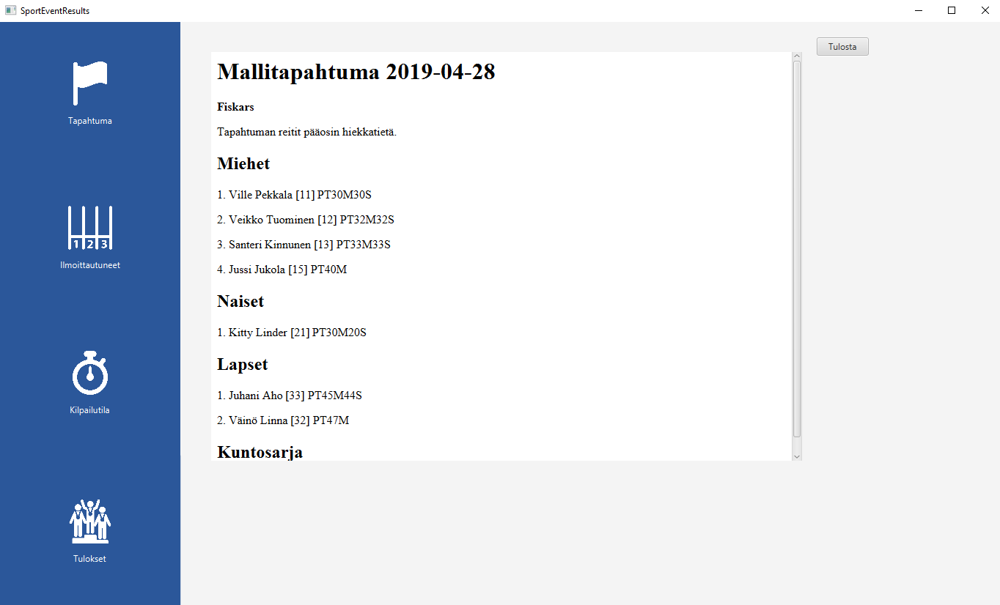 SportEventResults
Tapahtuma
1 2 3
Ilmoittautuneet
Kilpailutila
Tulokset
Tulosta
Mallitapahtuma 2019-04-28
Fiskars
Tapahtuman reitit pääosin hiekkatietä.
Miehet
1. Ville Pekkala [11] PT30M30S
2. Veikko Tuominen [12] PT32M32S
3. Santeri Kinnunen [13] PT33M33S
4. Jussi Jukola [15] PT40M
Naiset
1. Kitty Linder [21] PT30M20S
Lapset
1. Juhani Aho [33] PT45M44S
2. Väinö Linna [32] PT47M
Kuntosarja